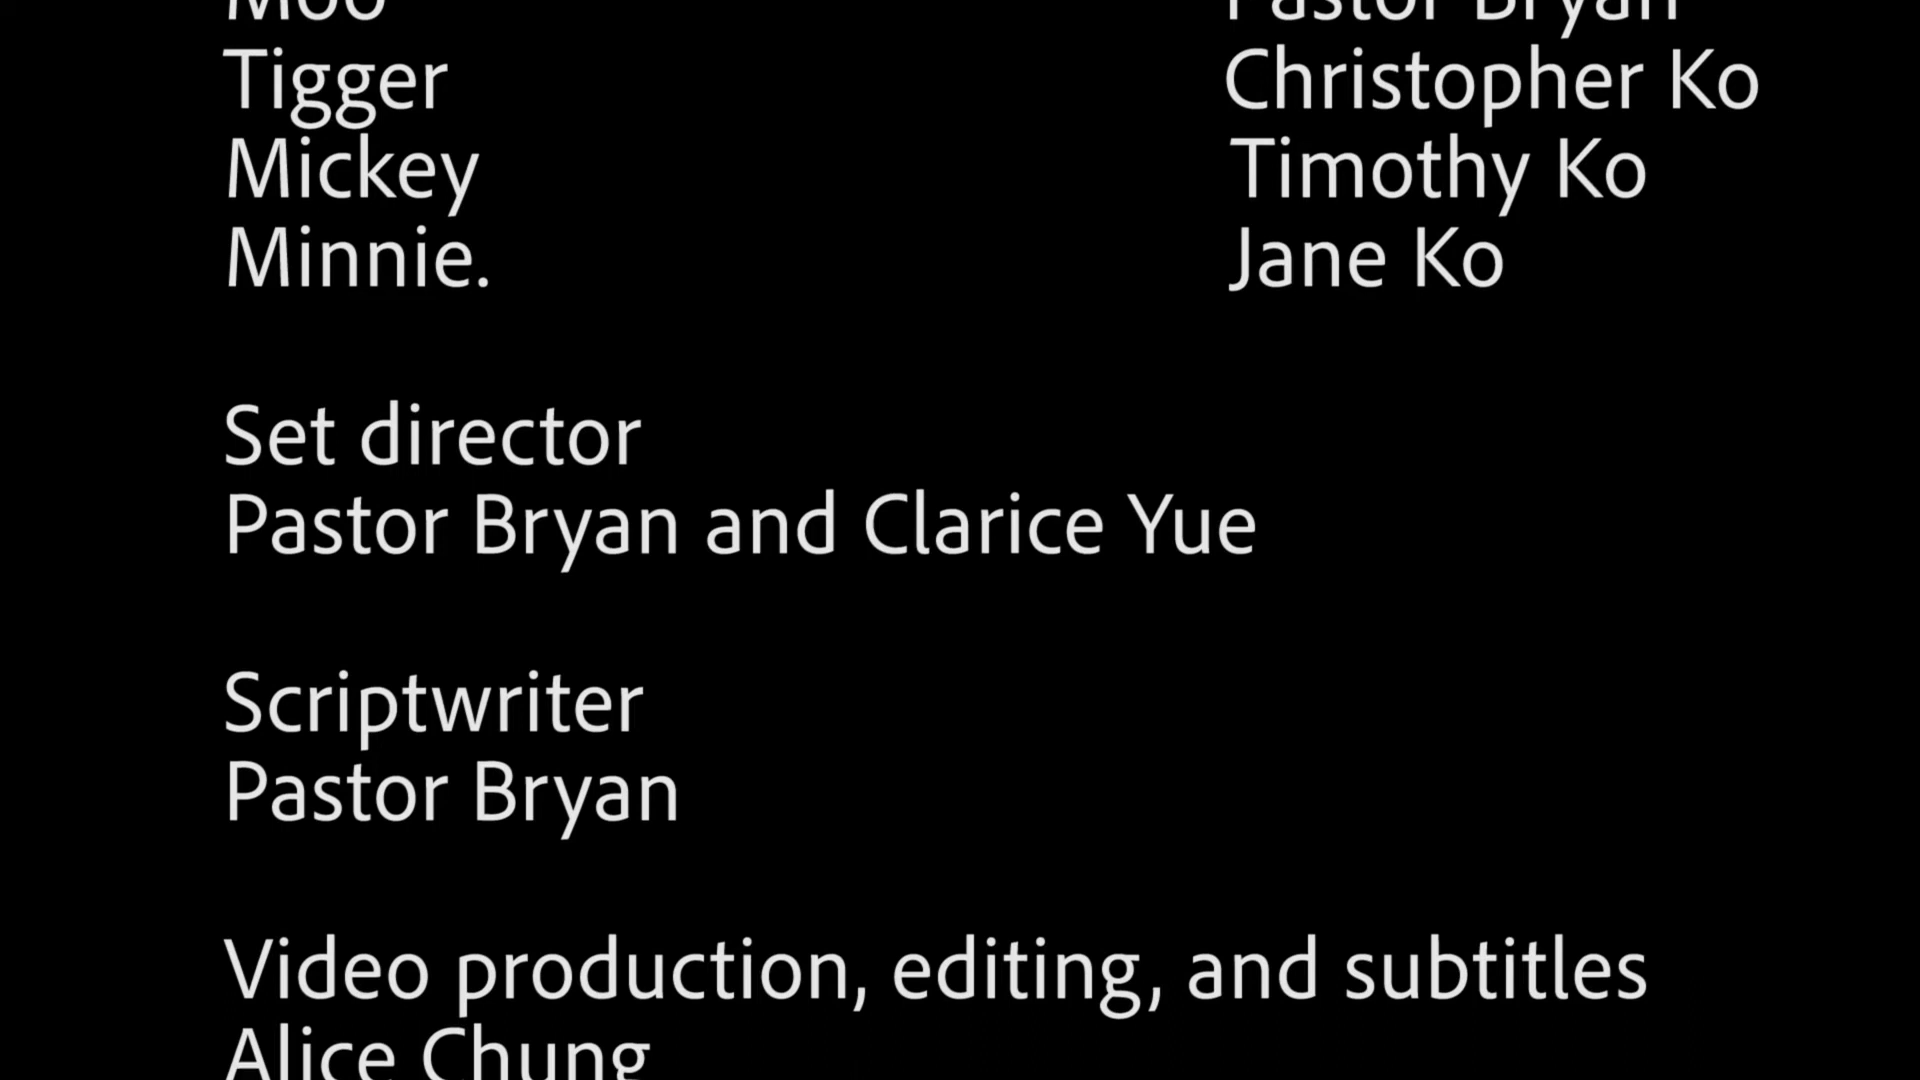 Moo Pastor Bryan
Tigger Christopher Ko
Mickey Timothy Ko
Minnie. Jane Ko
Set director
Pastor Bryan and Clarice Yue
Scriptwriter
Pastor Bryan
Video production, editing, and subtitles
Alice Chung